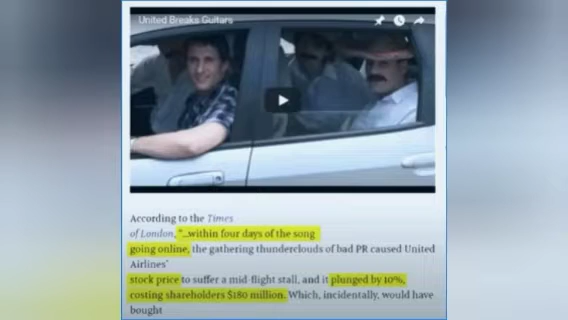 United Breaks Guitars
According to the Times
of London, "...within four days of the song
going online, the gathering thunderclouds of bad PR caused United
Airlines'
stock price to suffer a mid-flight stall, and it plunged by 10%,
costing shareholders $180 million. Which, incidentally, would have
bought